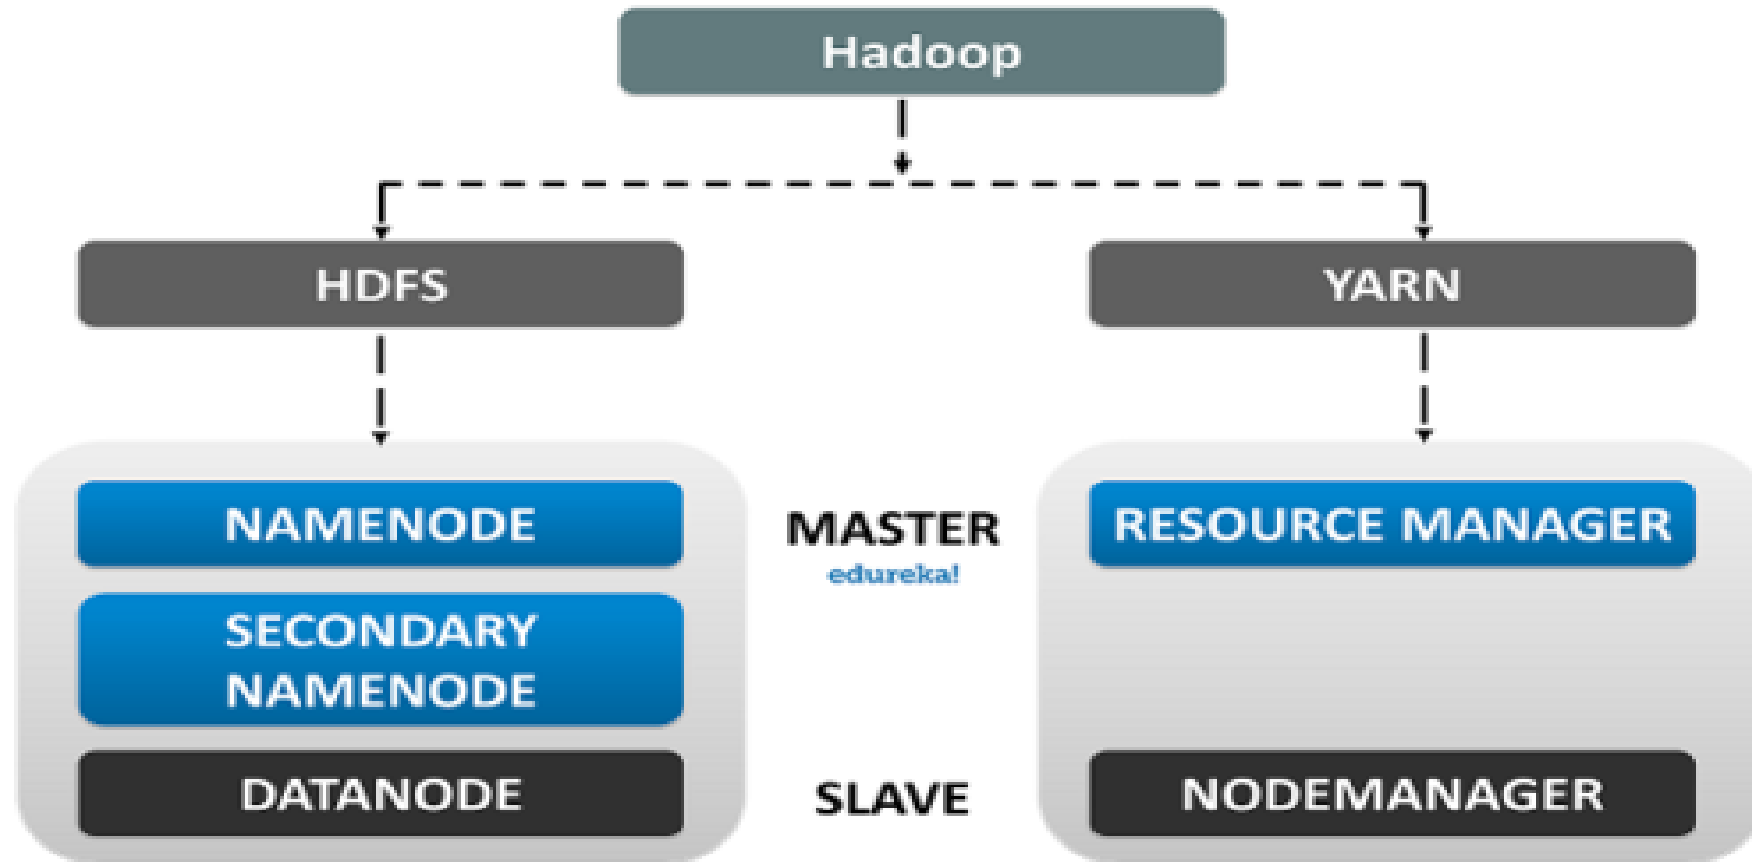 Hadoop
HDFS
YARN
NAMENODE
MASTER
edureka!
RESOURCE MANAGER
SECONDARY
NAMENODE
DATANODE
SLAVE
NODEMANAGER